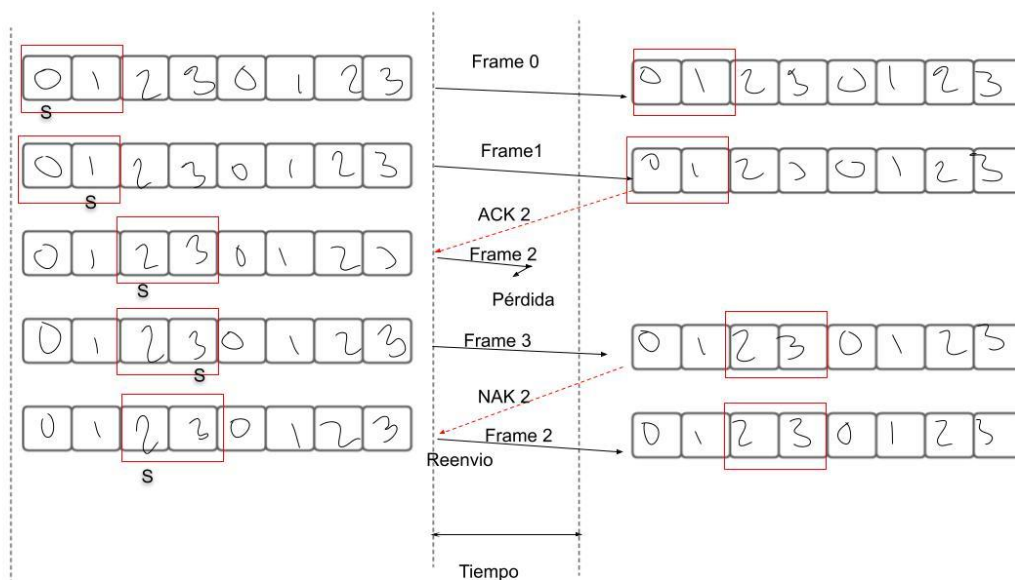 0 1 2 3 0 1 2 3
S
Frame 0
0 1 2 3 0 1 2 3
0 1 2 3 0 1 2 3
S
Frame1
0 1 2 0 1 2 3
ACK 2
0 1 2 3 0 1 2
S
Frame 2
Pérdida
0 1 2 3 0 1 2 3
S
Frame 3
0 1 2 3 0 1 2 3
NAK 2
0 1 2 3 0 1 2 3
S
Frame 2
Reenvio
0 1 2 3 0 1 2 3
Tiempo